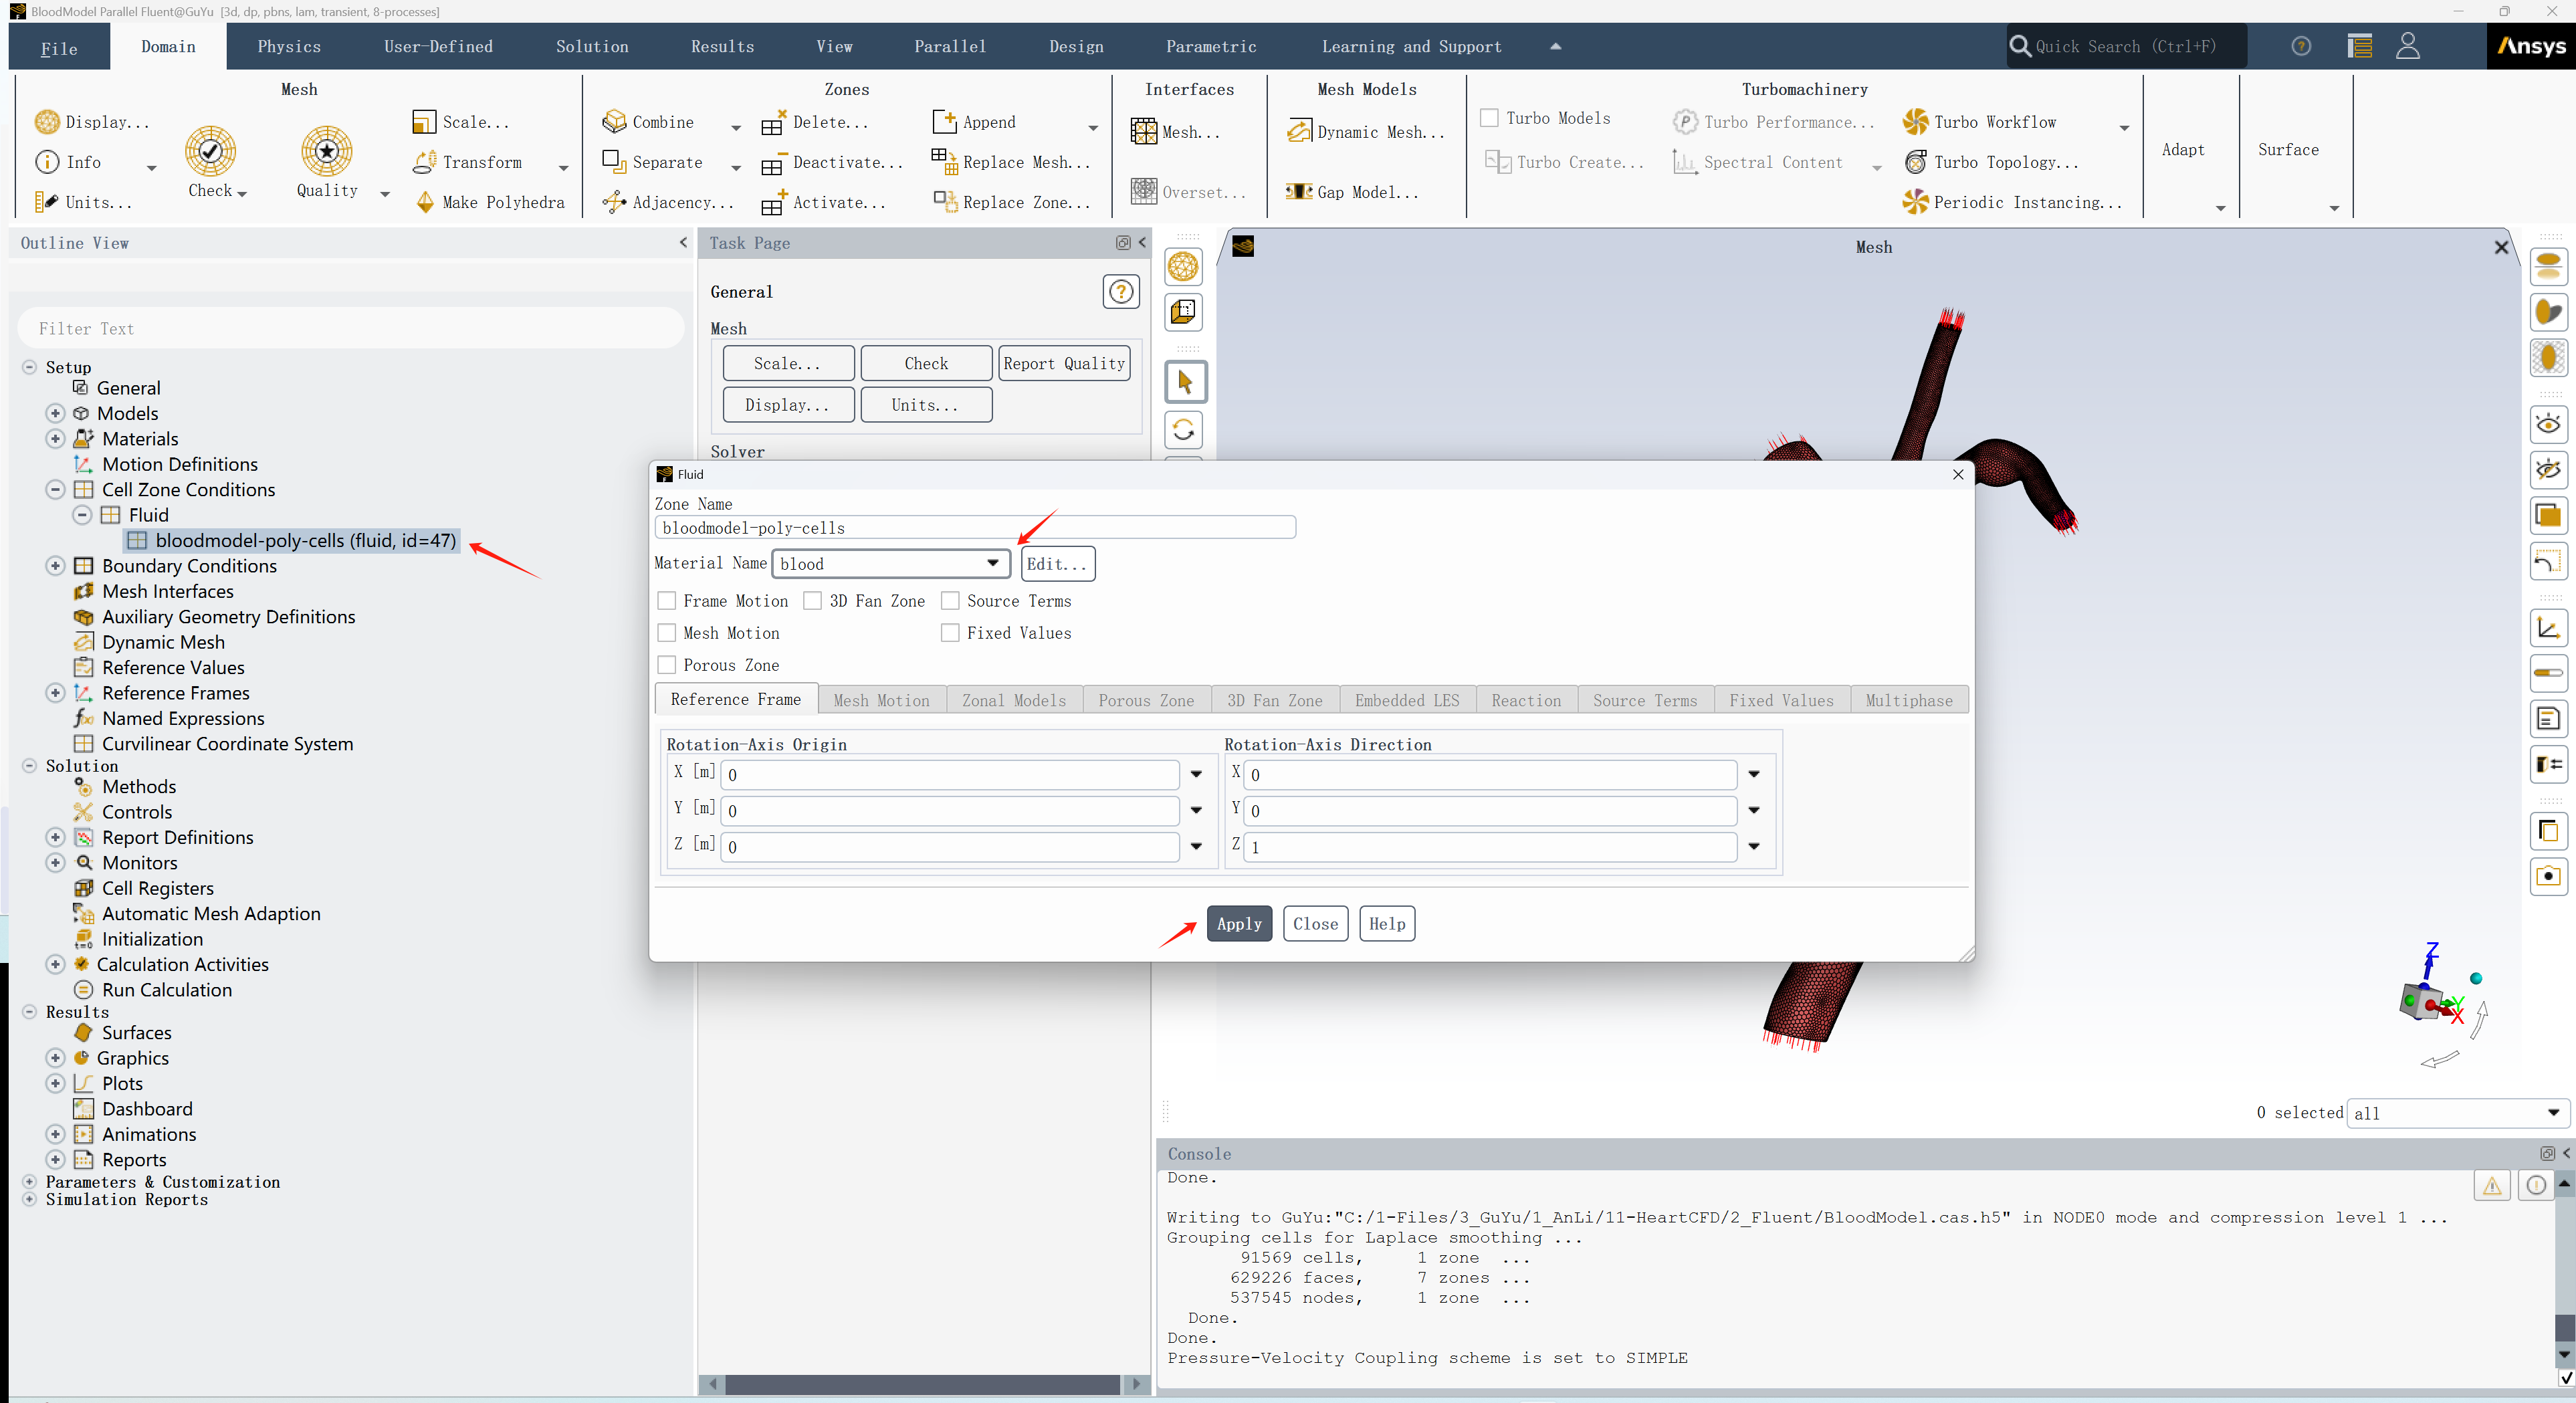 BloodModel Parallel Fluent@GuYu [3d, dp, pbns, lam, transient, 8-processes]
File Domain Physics User-Defined Solution Results View Parallel Design Parametric Learning and Support Quick Search (Ctrl+F) Ansys
Mesh Zones Interfaces Mesh Models Turbomachinery
Display... Scale... Combine Delete... Append Mesh... Dynamic Mesh... Turbo Models Turbo Performance... Turbo Workflow
Info Check Quality Transform Separate Deactivate... Replace Mesh... Turbo Create... Spectral Content Turbo Topology... Adapt Surface
Units... Make Polyhedra Adjacency... Activate... Replace Zone... Overset... Gap Model... Periodic Instancing...
Outline View
Filter Text
Setup
General
Models
Materials
Motion Definitions
Cell Zone Conditions
Fluid
bloodmodel-poly-cells (fluid, id=47)
Boundary Conditions
Mesh Interfaces
Auxiliary Geometry Definitions
Dynamic Mesh
Reference Values
Reference Frames
Named Expressions
Curvilinear Coordinate System
Solution
Methods
Controls
Report Definitions
Monitors
Cell Registers
Automatic Mesh Adaption
Initialization
Calculation Activities
Run Calculation
Results
Surfaces
Graphics
Plots
Dashboard
Animations
Reports
Parameters & Customization
Simulation Reports
Task Page
General
Mesh
Scale... Check Report Quality
Display... Units...
Solver
Fluid
Zone Name
bloodmodel-poly-cells
Material Name blood Edit...
Frame Motion 3D Fan Zone Source Terms
Mesh Motion Fixed Values
Porous Zone
Reference Frame Mesh Motion Zonal Models Porous Zone 3D Fan Zone Embedded LES Reaction Source Terms Fixed Values Multiphase
Rotation-Axis Origin Rotation-Axis Direction
X [m] 0 X 0
Y [m] 0 Y 0
Z [m] 0 Z 1
Apply Close Help
Mesh
Z
Y
X
0 selected all
Console
Done.
Writing to GuYu:"C:/1-Files/3_GuYu/1_AnLi/11-HeartCFD/2_Fluent/BloodModel.cas.h5" in NODE0 mode and compression level 1 ...
Grouping cells for Laplace smoothing ...
91569 cells, 1 zone ...
629226 faces, 7 zones ...
537545 nodes, 1 zone ...
Done.
Done.
Pressure-Velocity Coupling scheme is set to SIMPLE